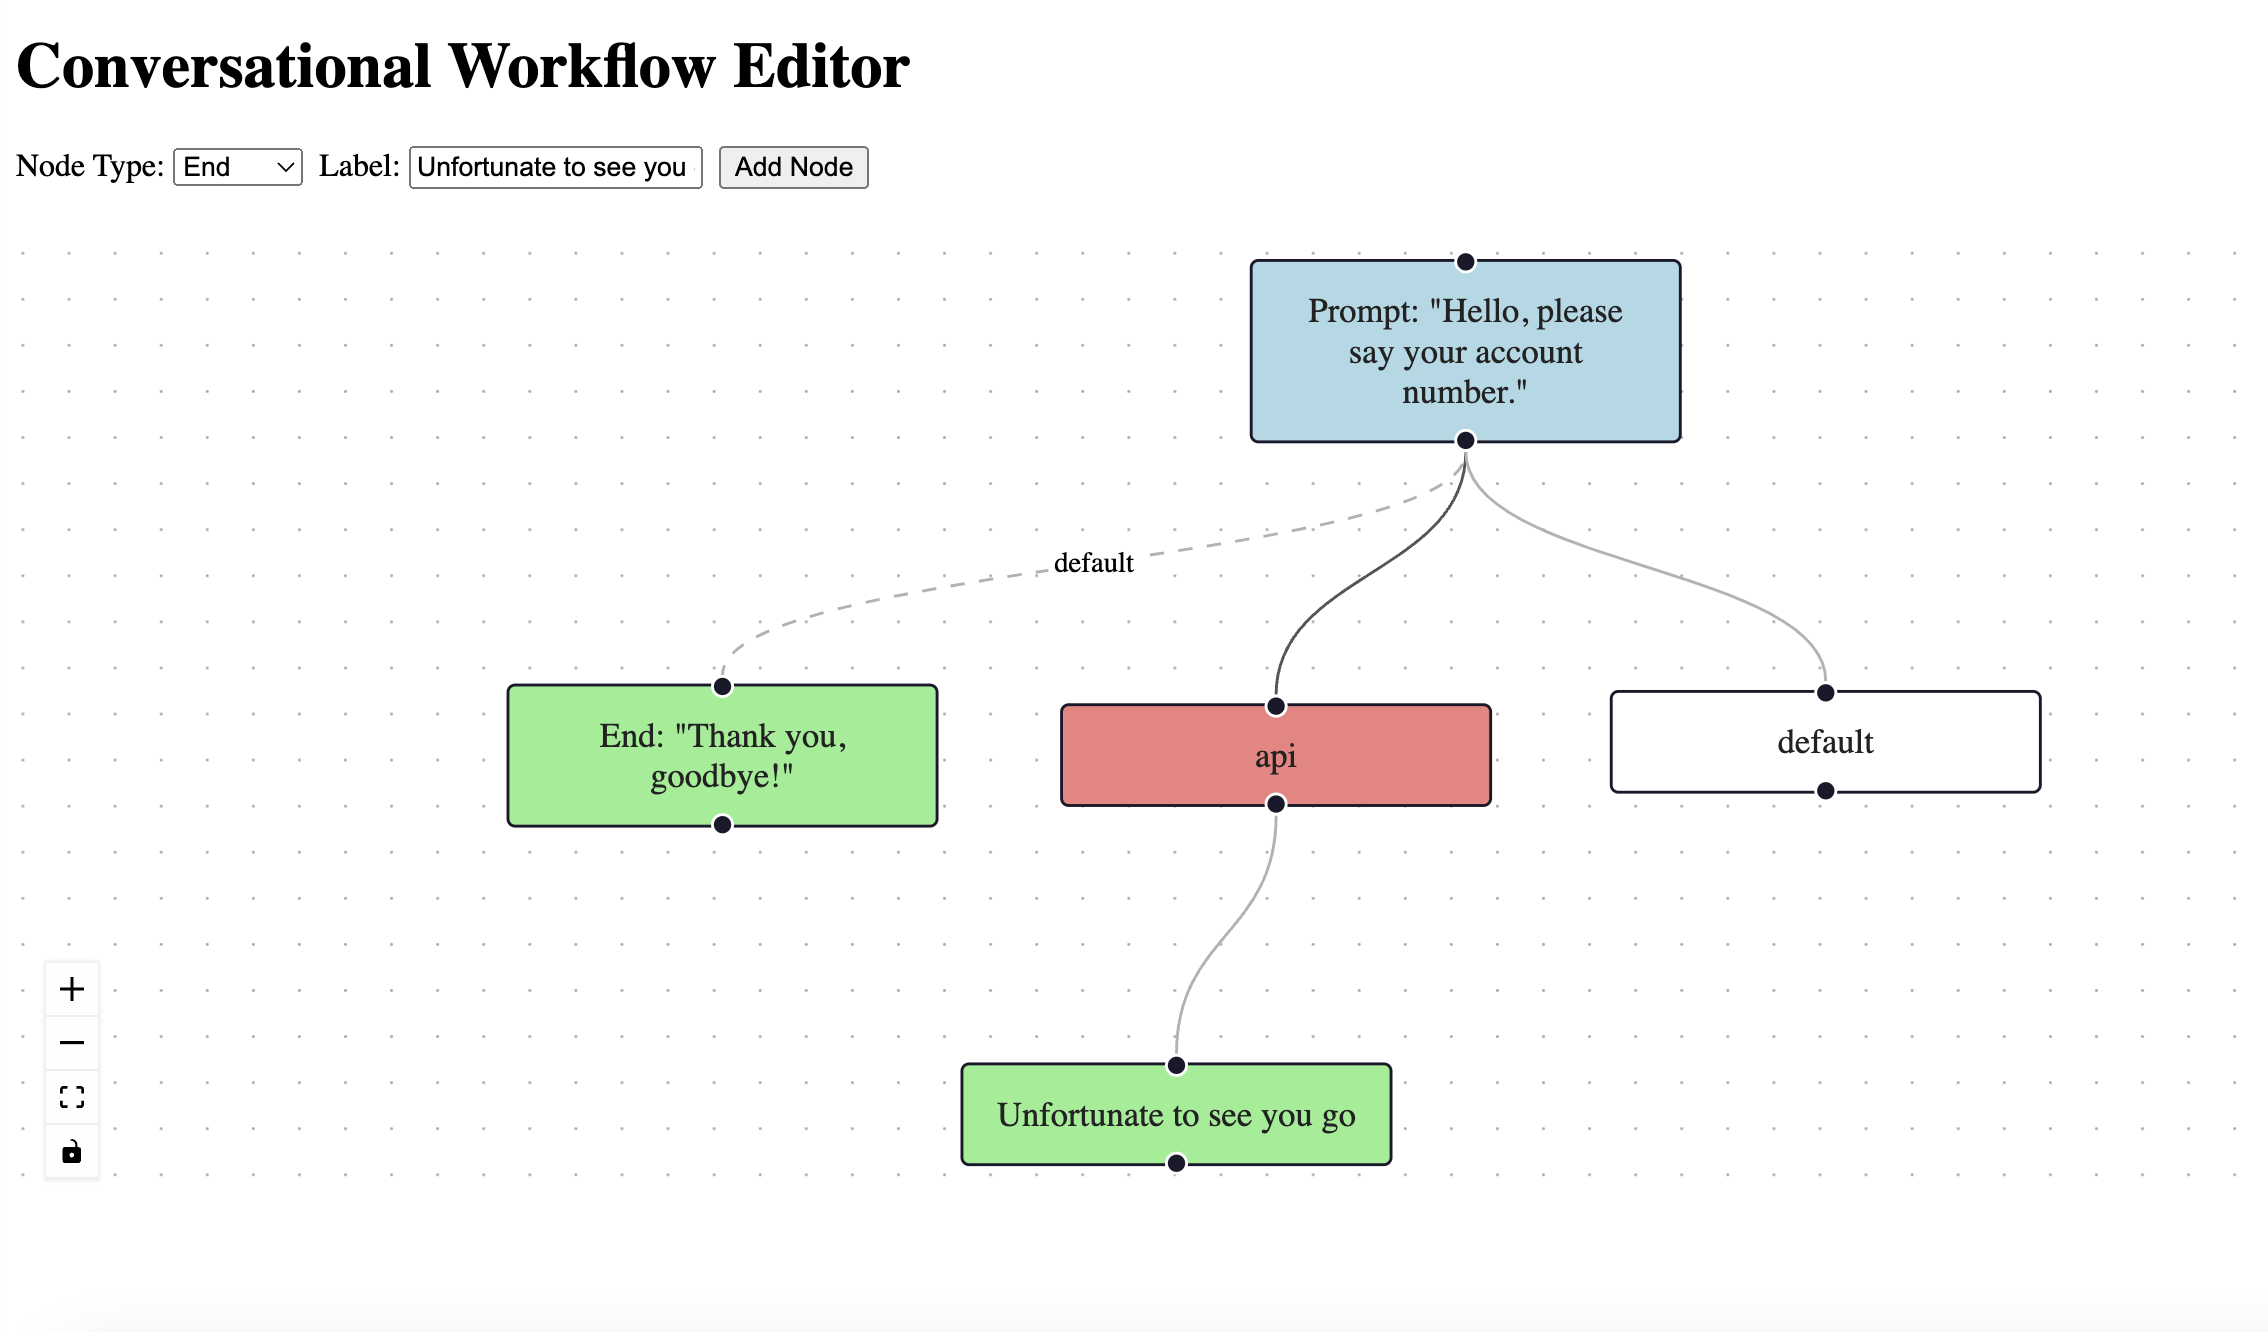 Conversational Workflow Editor
Node Type: End Label: Unfortunate to see you Add Node
Prompt: "Hello, please
say your account
number."
default
End: "Thank you,
goodbye!"
api
default
Unfortunate to see you go